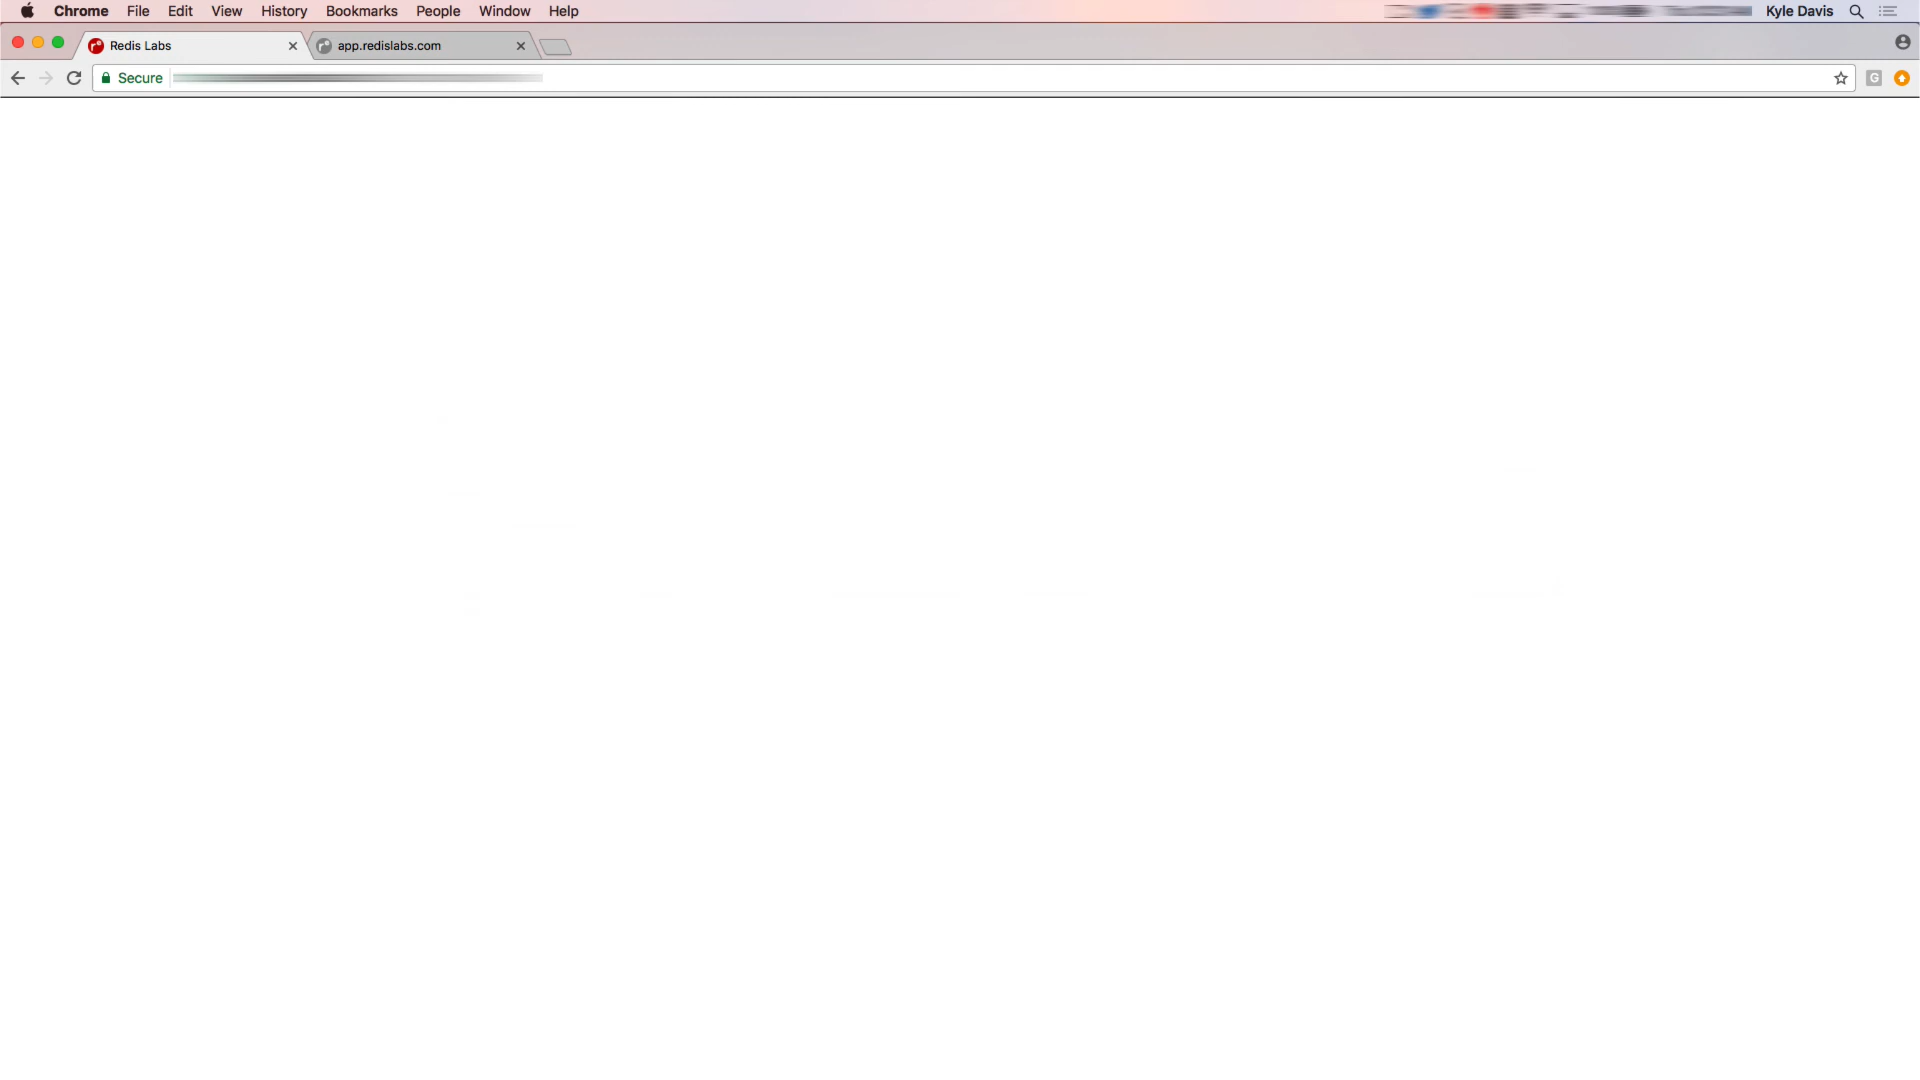 Chrome File Edit View History Bookmarks People Window Help Kyle Davis
Redis Labs app.redislabs.com
Secure
G